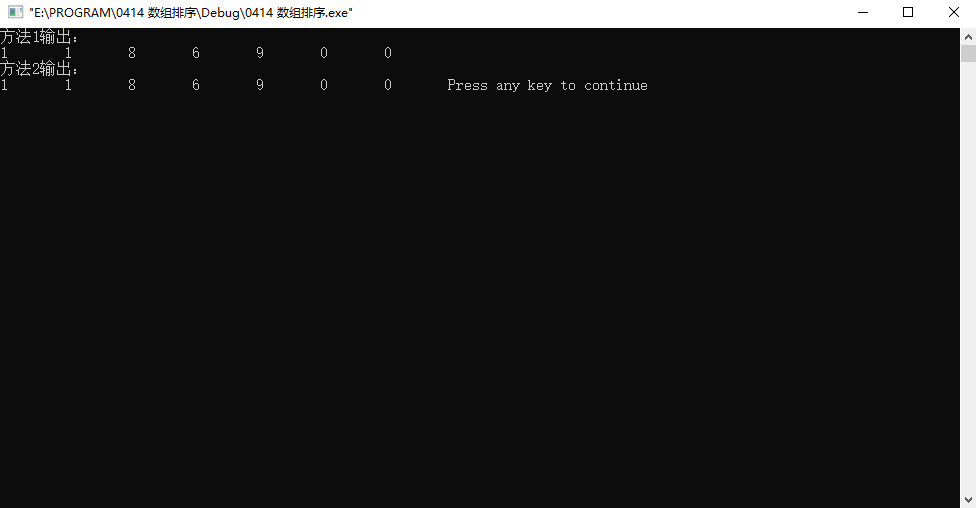 "E:\PROGRAM\0414 数组排序\Debug\0414 数组排序.exe"
方法1输出:
1 1 8 6 9 0 0
方法2输出:
1 1 8 6 9 0 0 Press any key to continue